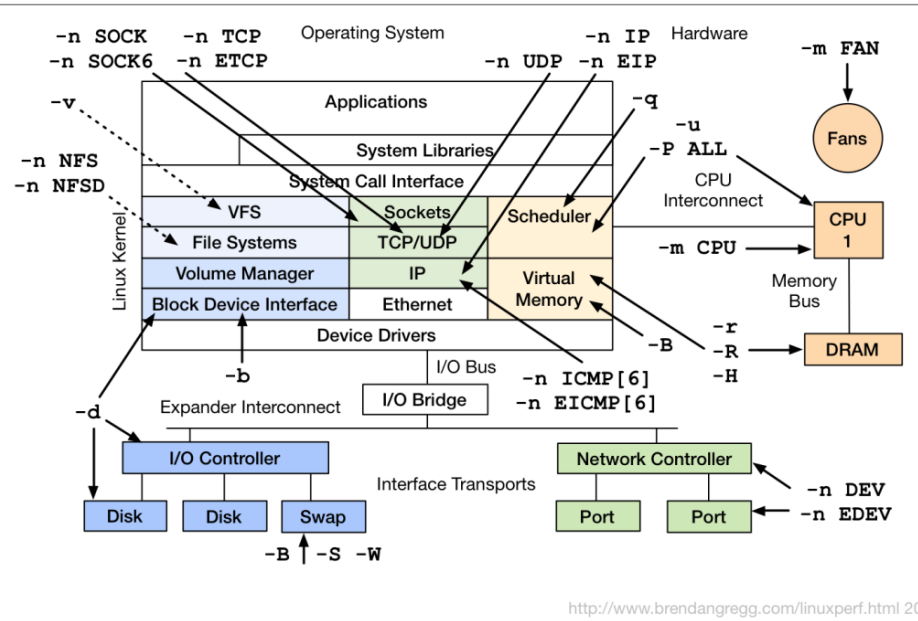 -n SOCK
-n SOCK6
-n TCP
-n ETCP
Operating System
-n UDP
-n IP
-n EIP
Hardware
-m FAN
-v
Applications
-q
Fans
-n NFS
-n NFSD
System Libraries
-u
-P ALL
System Call Interface
CPU
Interconnect
Linux Kernel
VFS
Sockets
Scheduler
File Systems
TCP/UDP
CPU
1
-m CPU
Volume Manager
IP
Virtual
Memory
Memory
Bus
Block Device Interface
Ethernet
Device Drivers
-B
-r
-R
-H
DRAM
-b
I/O Bus
-n ICMP[6]
-n EICMP[6]
-d
Expander Interconnect
I/O Bridge
I/O Controller
Network Controller
Interface Transports
-n DEV
-n EDEV
Disk
Disk
Swap
Port
Port
-B
-S -W
http://www.brendangregg.com/linuxperf.html 20